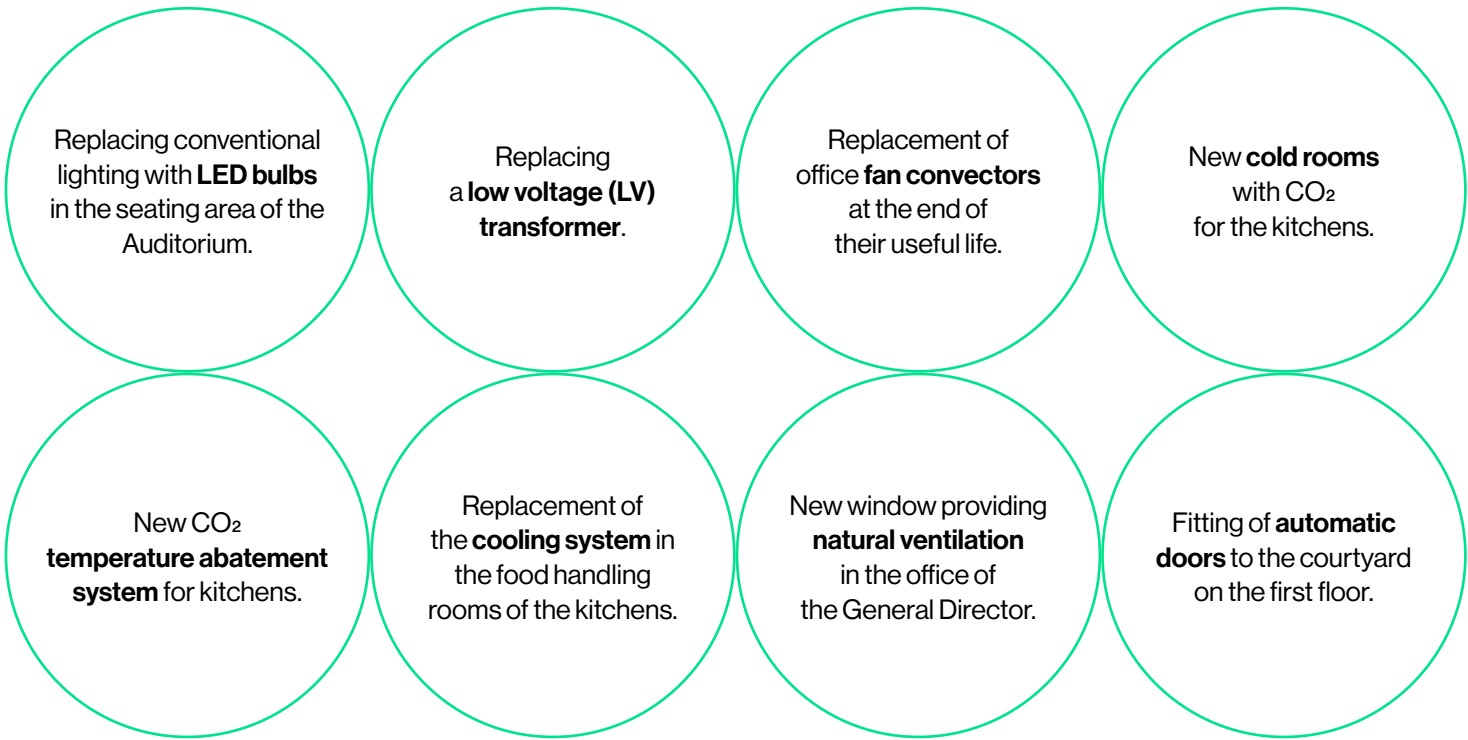 Replacing conventional
lighting with LED bulbs
in the seating area of the
Auditorium.
Replacing
a low voltage (LV)
transformer.
Replacement of
office fan convectors
at the end of
their useful life.
New cold rooms
with CO₂
for the kitchens.
New CO₂
temperature abatement
system for kitchens.
Replacement of
the cooling system in
the food handling
rooms of the kitchens.
New window providing
natural ventilation
in the office of
the General Director.
Fitting of automatic
doors to the courtyard
on the first floor.